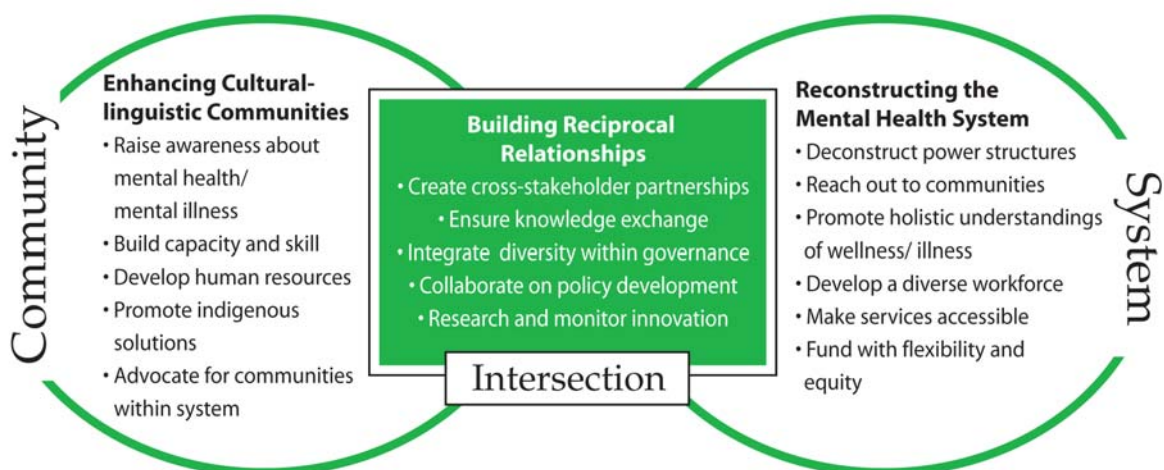 Community
Enhancing Cultural-
linguistic Communities
• Raise awareness about
mental health/
mental illness
• Build capacity and skill
• Develop human resources
• Promote indigenous
solutions
• Advocate for communities
within system
Building Reciprocal
Relationships
• Create cross-stakeholder partnerships
• Ensure knowledge exchange
• Integrate diversity within governance
• Collaborate on policy development
• Research and monitor innovation
Intersection
Reconstructing the
Mental Health System
• Deconstruct power structures
• Reach out to communities
• Promote holistic understandings
of wellness/ illness
• Develop a diverse workforce
• Make services accessible
• Fund with flexibility and
equity
System